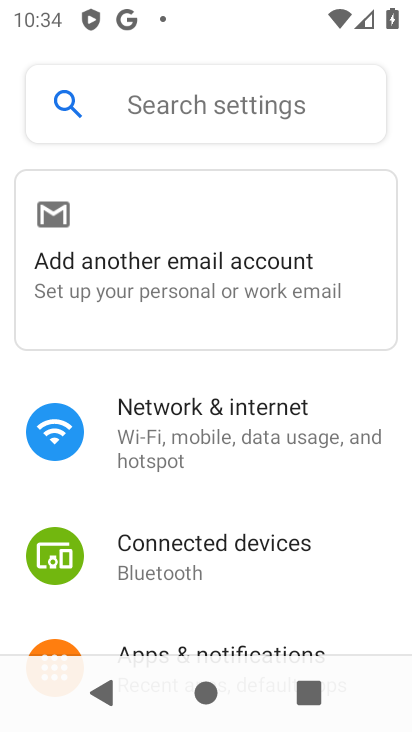 10:34
Search settings
Add another email account
Set up your personal or work email
Network & internet
Wi-Fi, mobile, data usage, and
hotspot
Connected devices
Bluetooth
Apps & notifications
Recent apps, default apps